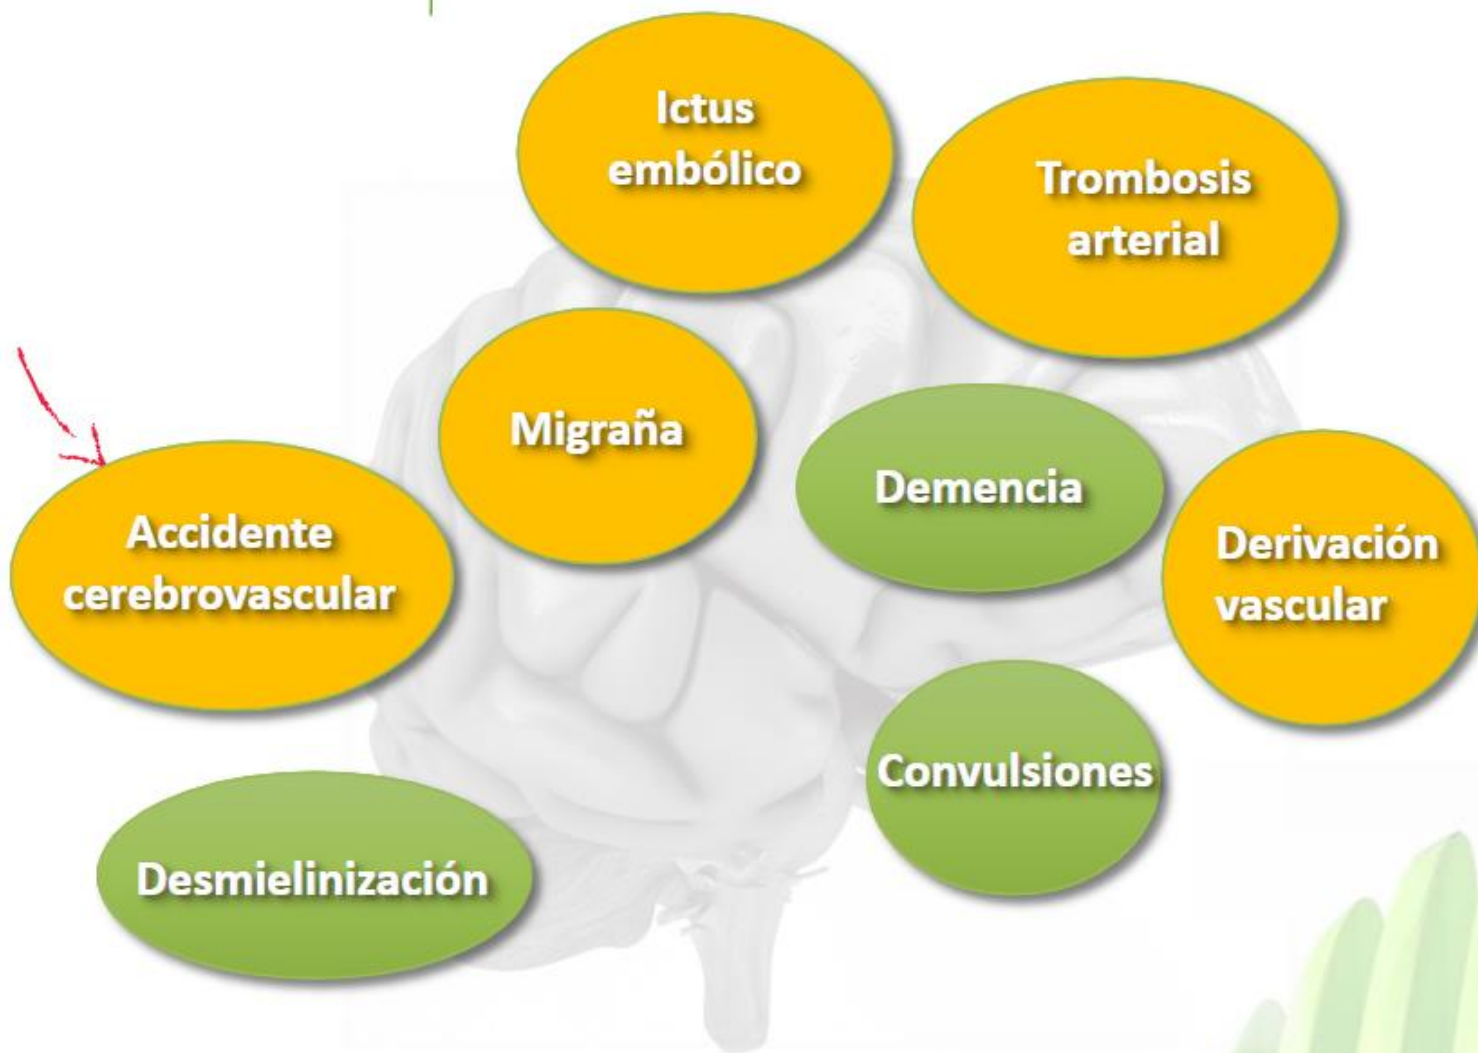 Ictus
embólico
Trombosis
arterial
Migraña
Demencia
Accidente
cerebrovascular
Derivación
vascular
Convulsiones
Desmielinización